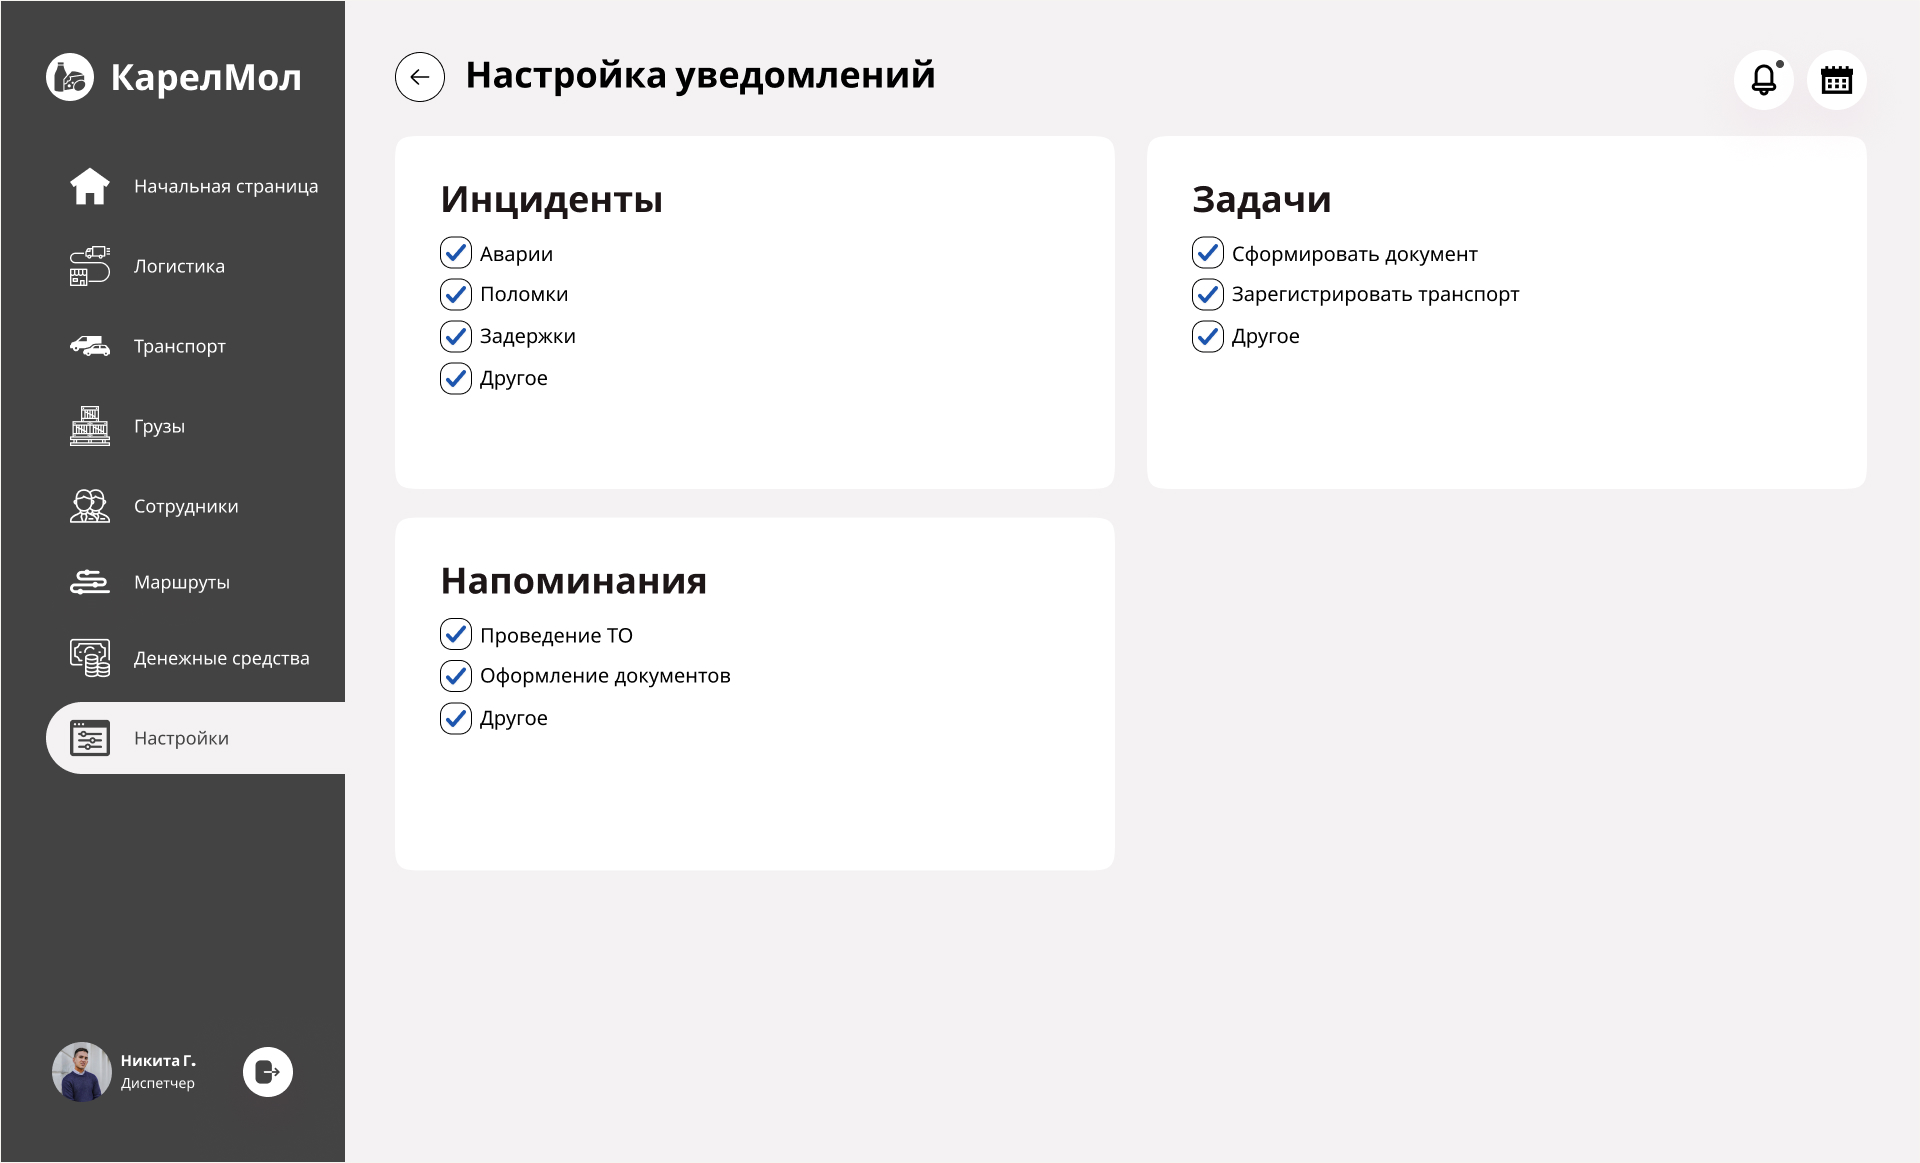 КарелМол
Начальная страница
Логистика
Транспорт
Грузы
Сотрудники
Маршруты
Денежные средства
Настройки
Никита Г.
Диспетчер
Настройка уведомлений
Инциденты
Аварии
Поломки
Задержки
Другое
Задачи
Сформировать документ
Зарегистрировать транспорт
Другое
Напоминания
Проведение ТО
Оформление документов
Другое